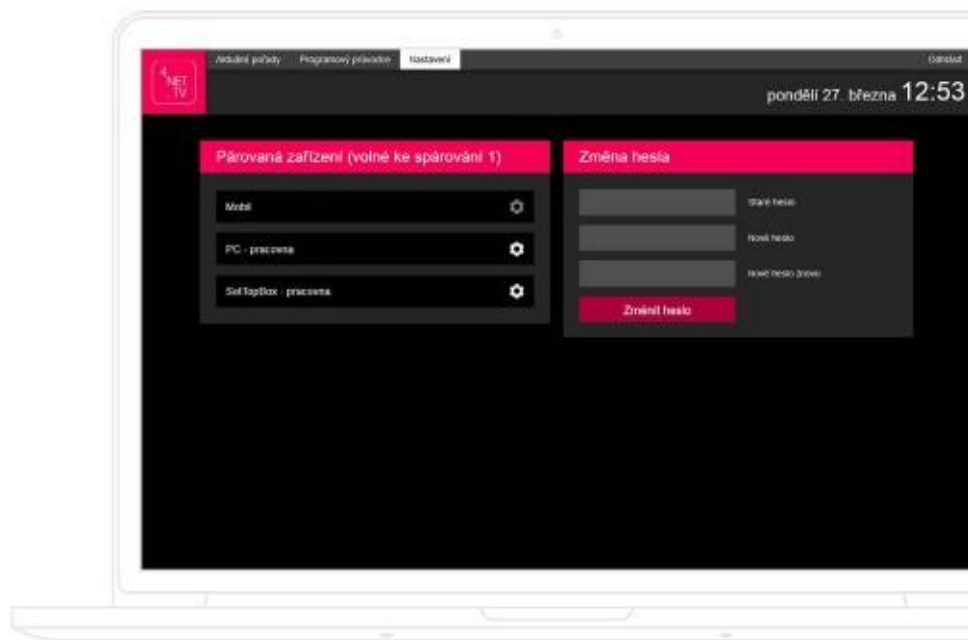 4
NET
.TV
Aktuální pořady Programový průvodce Nastavení Odhlásit
pondělí 27. března 12:53
Párovaná zařízení (volné ke spárování 1)
Mobil
PC - pracovna
SetTopBox - pracovna
Změna hesla
Staré heslo
Nové heslo
Nové heslo znovu
Změnit heslo